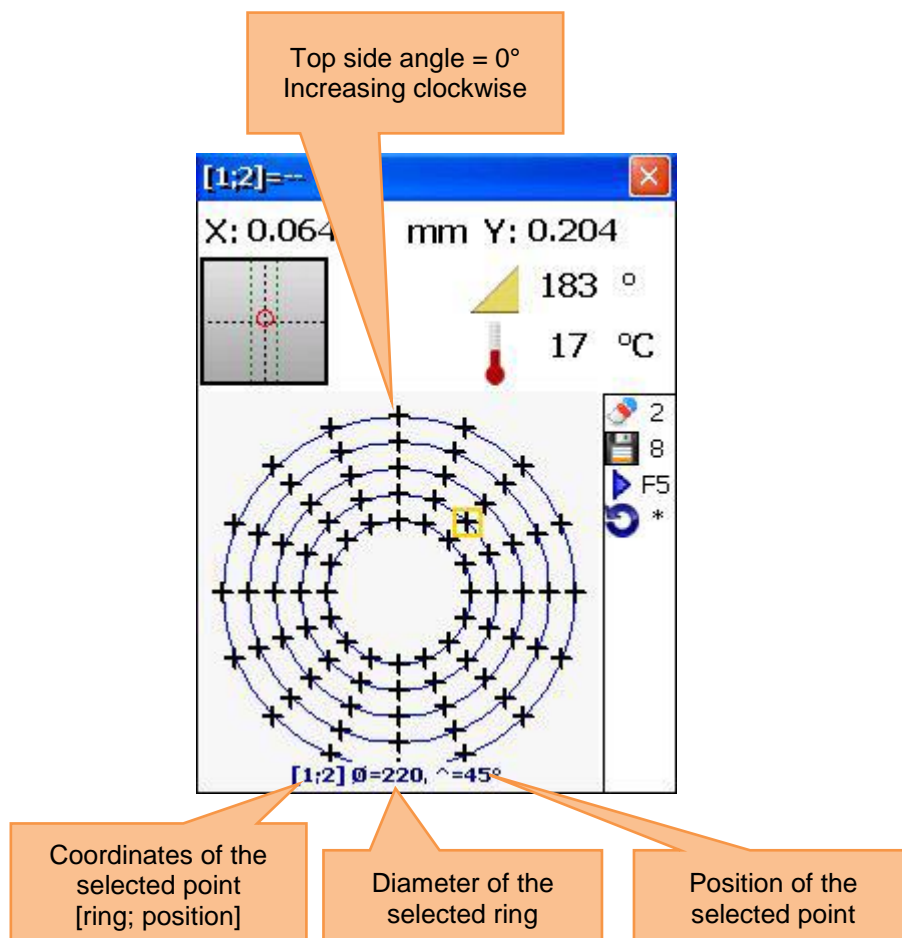 Top side angle = 0°
Increasing clockwise
[1;2]=--
X: 0.064 mm Y: 0.204
183 °
17 °C
2
8
F5
*
[1;2] Ø=220, ^=45°
Coordinates of the
selected point
[ring; position]
Diameter of the
selected ring
Position of the
selected point